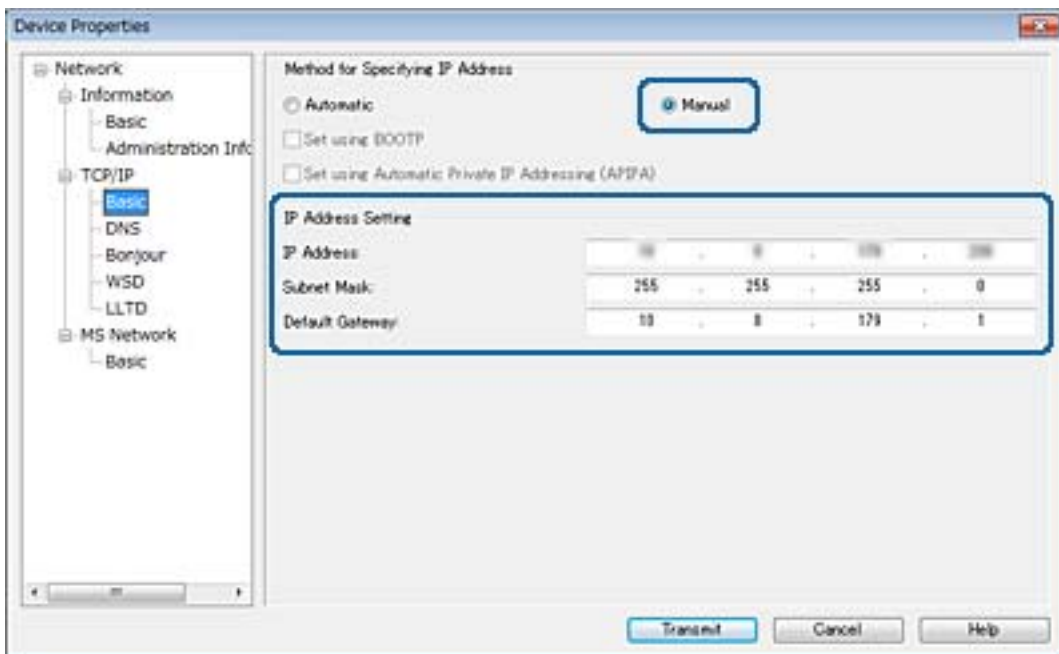 Device Properties
Network
Information
Basic
Administration Info
TCP/IP
Basic
DNS
Bonjour
WSD
LLTD
MS Network
Basic
Method for Specifying IP Address
Automatic
Manual
Set using BOOTP
Set using Automatic Private IP Addressing (APIPA)
IP Address Setting
IP Address:
Subnet Mask: 255 . 255 . 255 . 0
Default Gateway: 10 . 8 . 179 . 1
Transmit Cancel Help